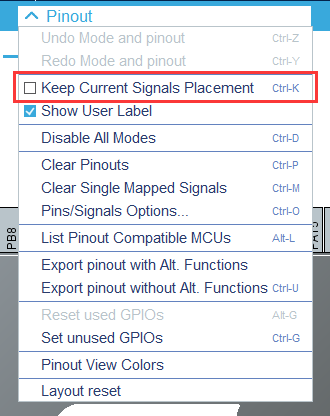 Pinout
Undo Mode and pinout Ctrl-Z
Redo Mode and pinout Ctrl-Y
Keep Current Signals Placement Ctrl-K
Show User Label
Disable All Modes Ctrl-D
Clear Pinouts Ctrl-P
Clear Single Mapped Signals Ctrl-M
Pins/Signals Options... Ctrl-O
List Pinout Compatible MCUs Alt-L
Export pinout with Alt. Functions
Export pinout without Alt. Functions Ctrl-U
Reset used GPIOs Alt-G
Set unused GPIOs Ctrl-G
Pinout View Colors
Layout reset
PB8
PA15